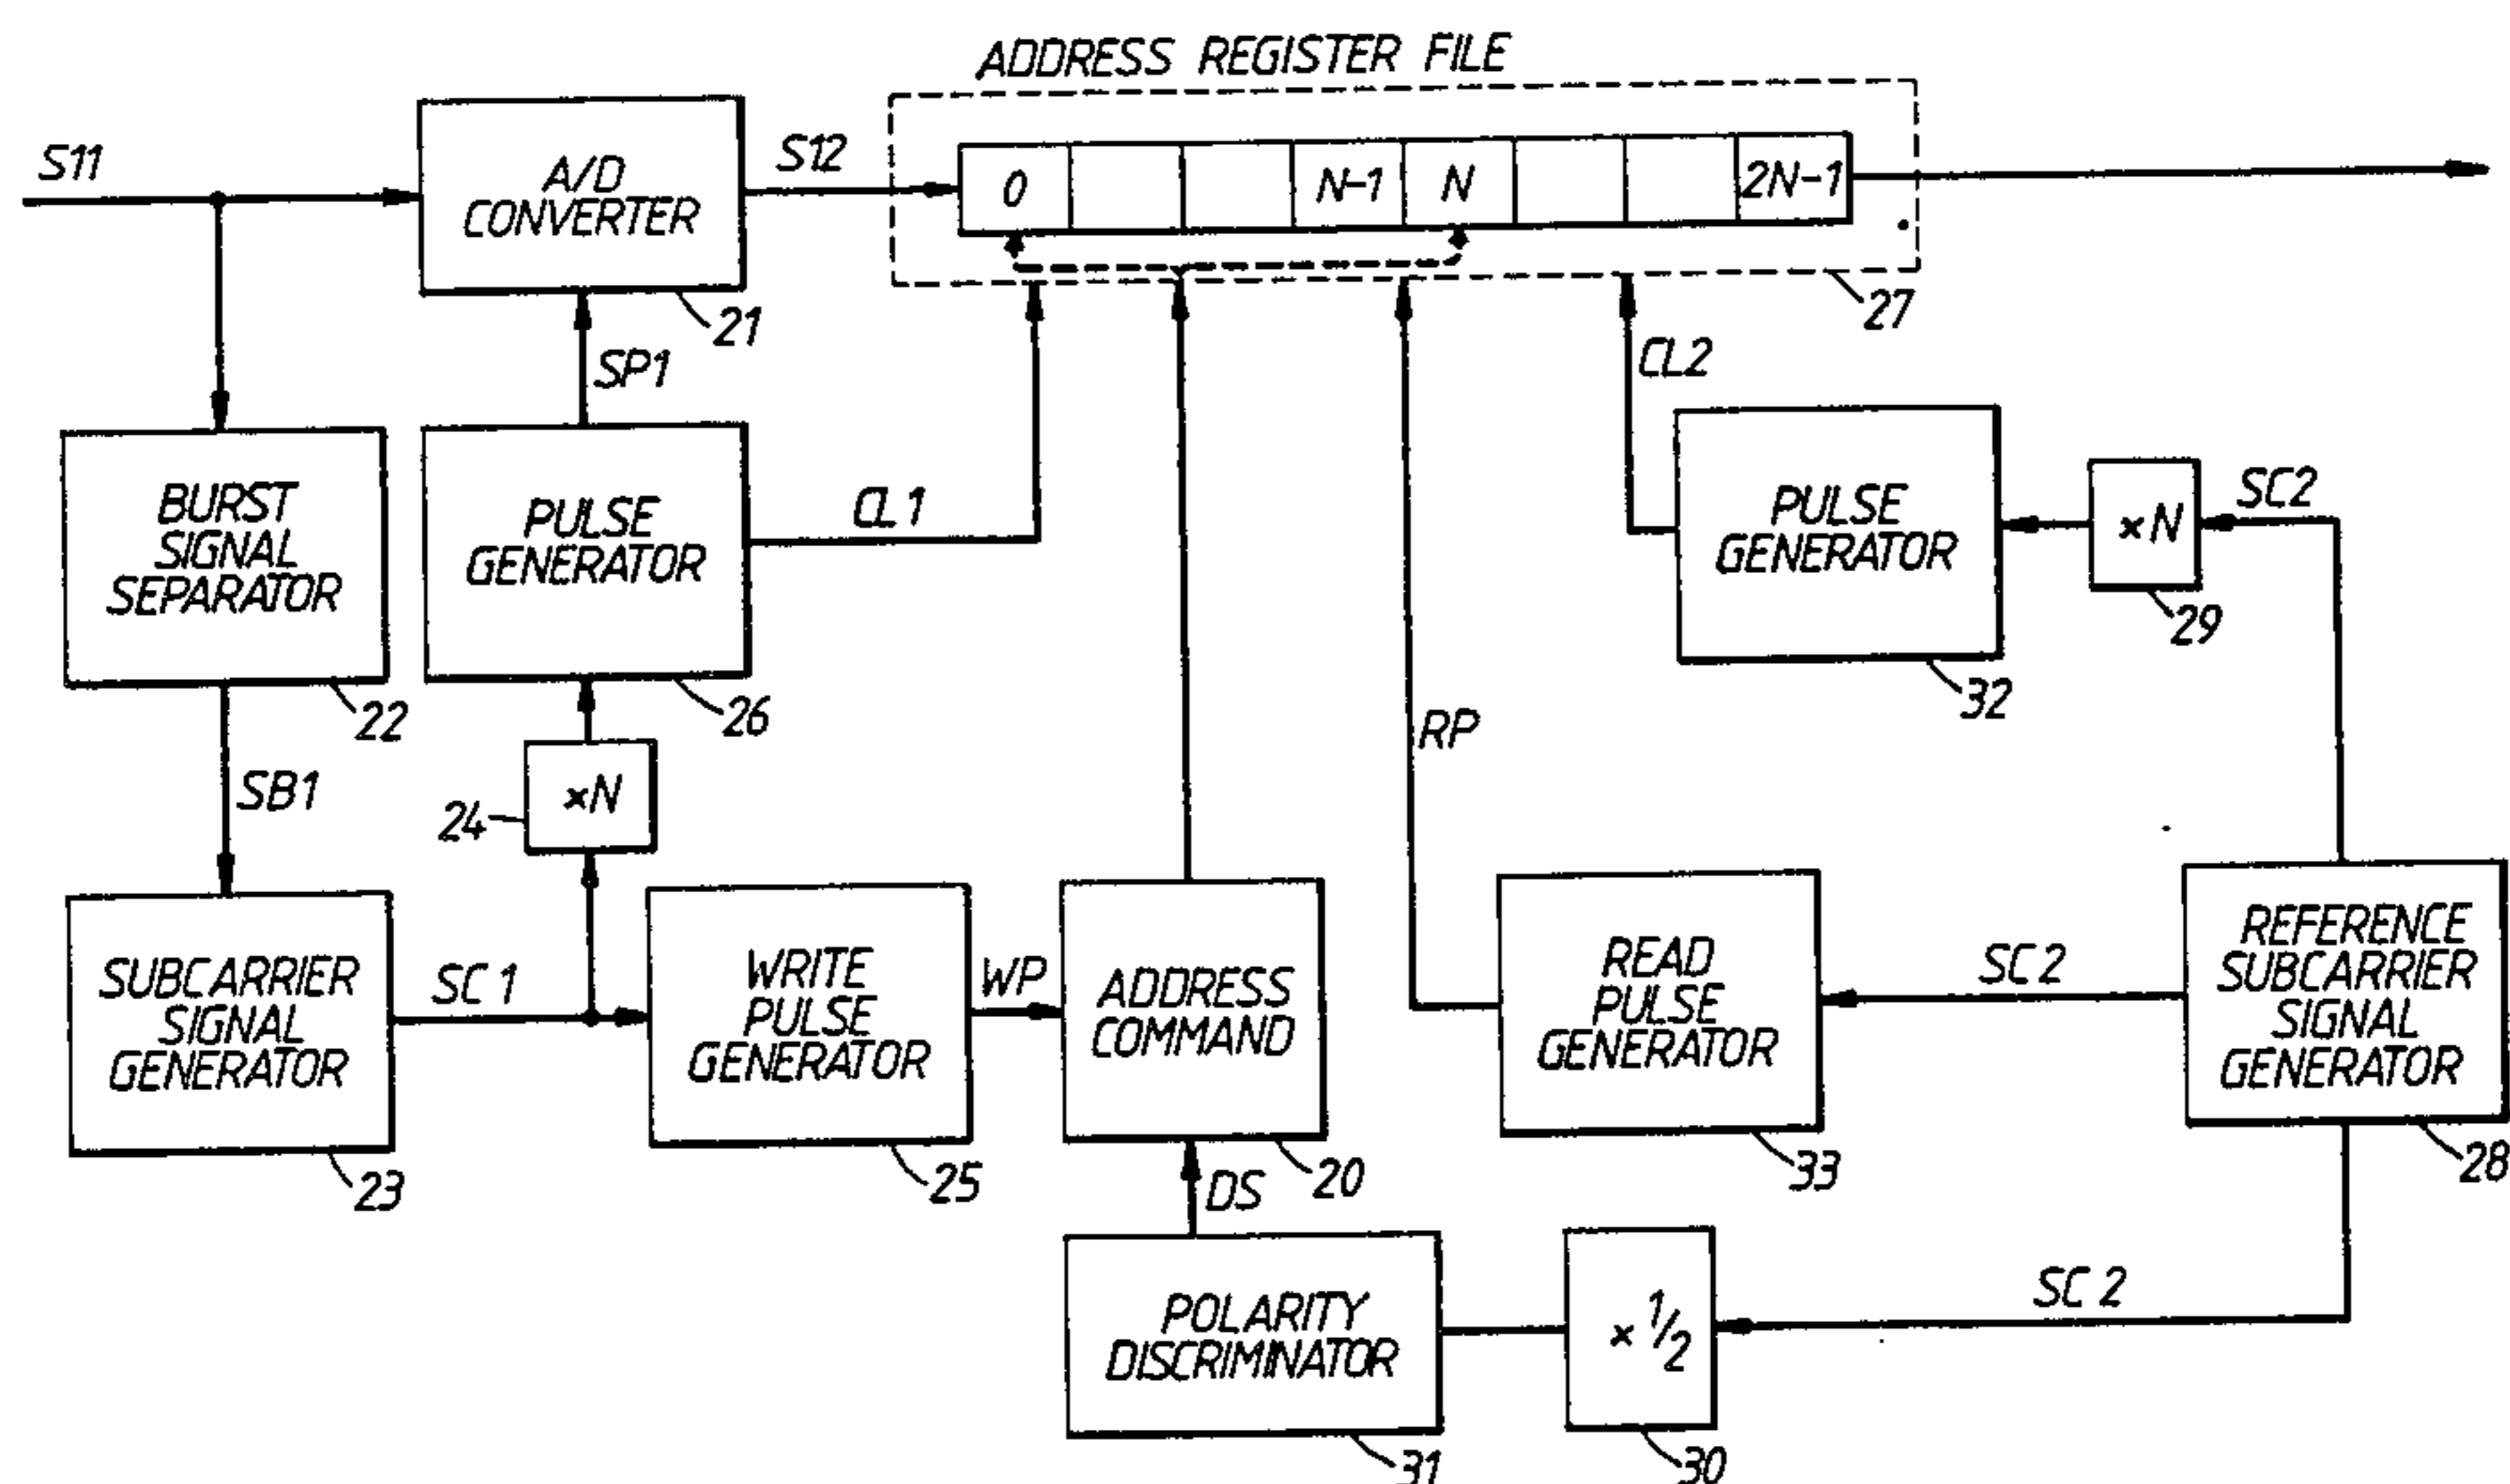 ADDRESS REGISTER FILE
S11
A/D
CONVERTER
S12
0
N-1
N
2N-1
21
27
SP1
CL2
BURST
SIGNAL
SEPARATOR
PULSE
GENERATOR
CL1
PULSE
GENERATOR
×N
SC2
29
22
26
32
SB1
24
×N
RP
SUBCARRIER
SIGNAL
GENERATOR
SC1
WRITE
PULSE
GENERATOR
WP
ADDRESS
COMMAND
READ
PULSE
GENERATOR
SC2
REFERENCE
SUBCARRIER
SIGNAL
GENERATOR
23
25
20
33
28
DS
POLARITY
DISCRIMINATOR
× 1/2
SC2
31
30